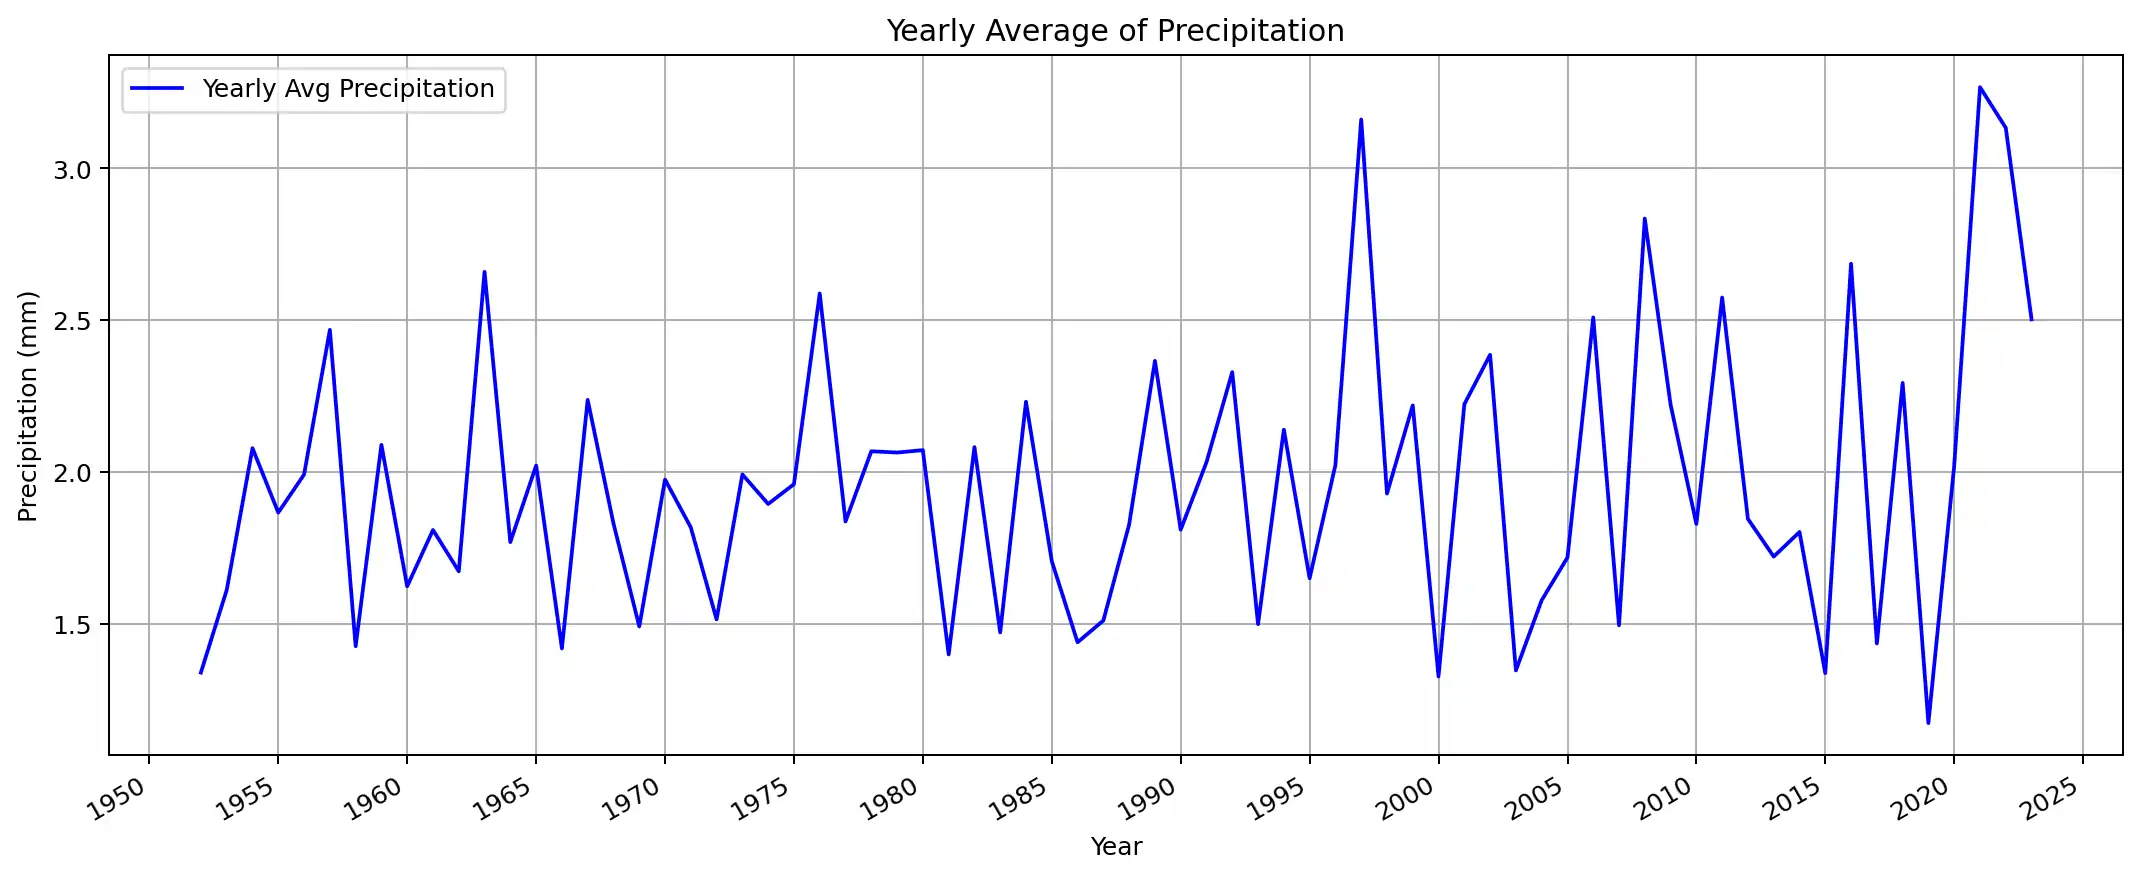 Yearly Average of Precipitation
Yearly Avg Precipitation
Precipitation (mm)
3.0
2.5
2.0
1.5
1950 1955 1960 1965 1970 1975 1980 1985 1990 1995 2000 2005 2010 2015 2020 2025
Year